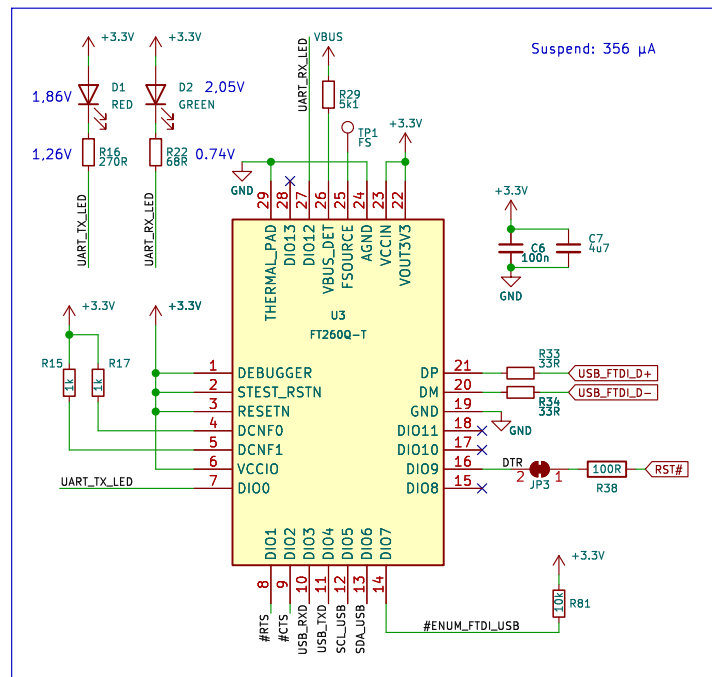 Suspend: 356 µA
+3.3V
+3.3V
VBUS
UART_RX_LED
1,86V
D1
RED
D2
GREEN
2,05V
R29
5k1
1,26V
R16
270R
R22
68R
0.74V
TP1
FS
+3.3V
GND
UART_TX_LED
UART_RX_LED
29
28
27
26
25
24
23
22
THERMAL_PAD
DIO13
DIO12
VBUS_DET
FSOURCE
AGND
VCCIN
VOUT3V3
+3.3V
C6
100n
C7
4u7
GND
U3
FT260Q-T
+3.3V
+3.3V
R15
1k
R17
1k
1
DEBUGGER
2
STEST_RSTN
3
RESETN
4
DCNF0
5
DCNF1
6
VCCIO
7
DIO0
UART_TX_LED
DP
21
R33
33R
USB_FTDI_D+
DM
20
R34
33R
USB_FTDI_D-
GND
19
GND
DIO11
18
DIO10
17
DIO9
16
DTR
2
JP3
1
100R
R38
RST#
DIO8
15
DIO1
DIO2
DIO3
DIO4
DIO5
DIO6
DIO7
8
9
10
11
12
13
14
#RTS
#CTS
USB_RXD
USB_TXD
SCL_USB
SDA_USB
#ENUM_FTDI_USB
+3.3V
10k
R81